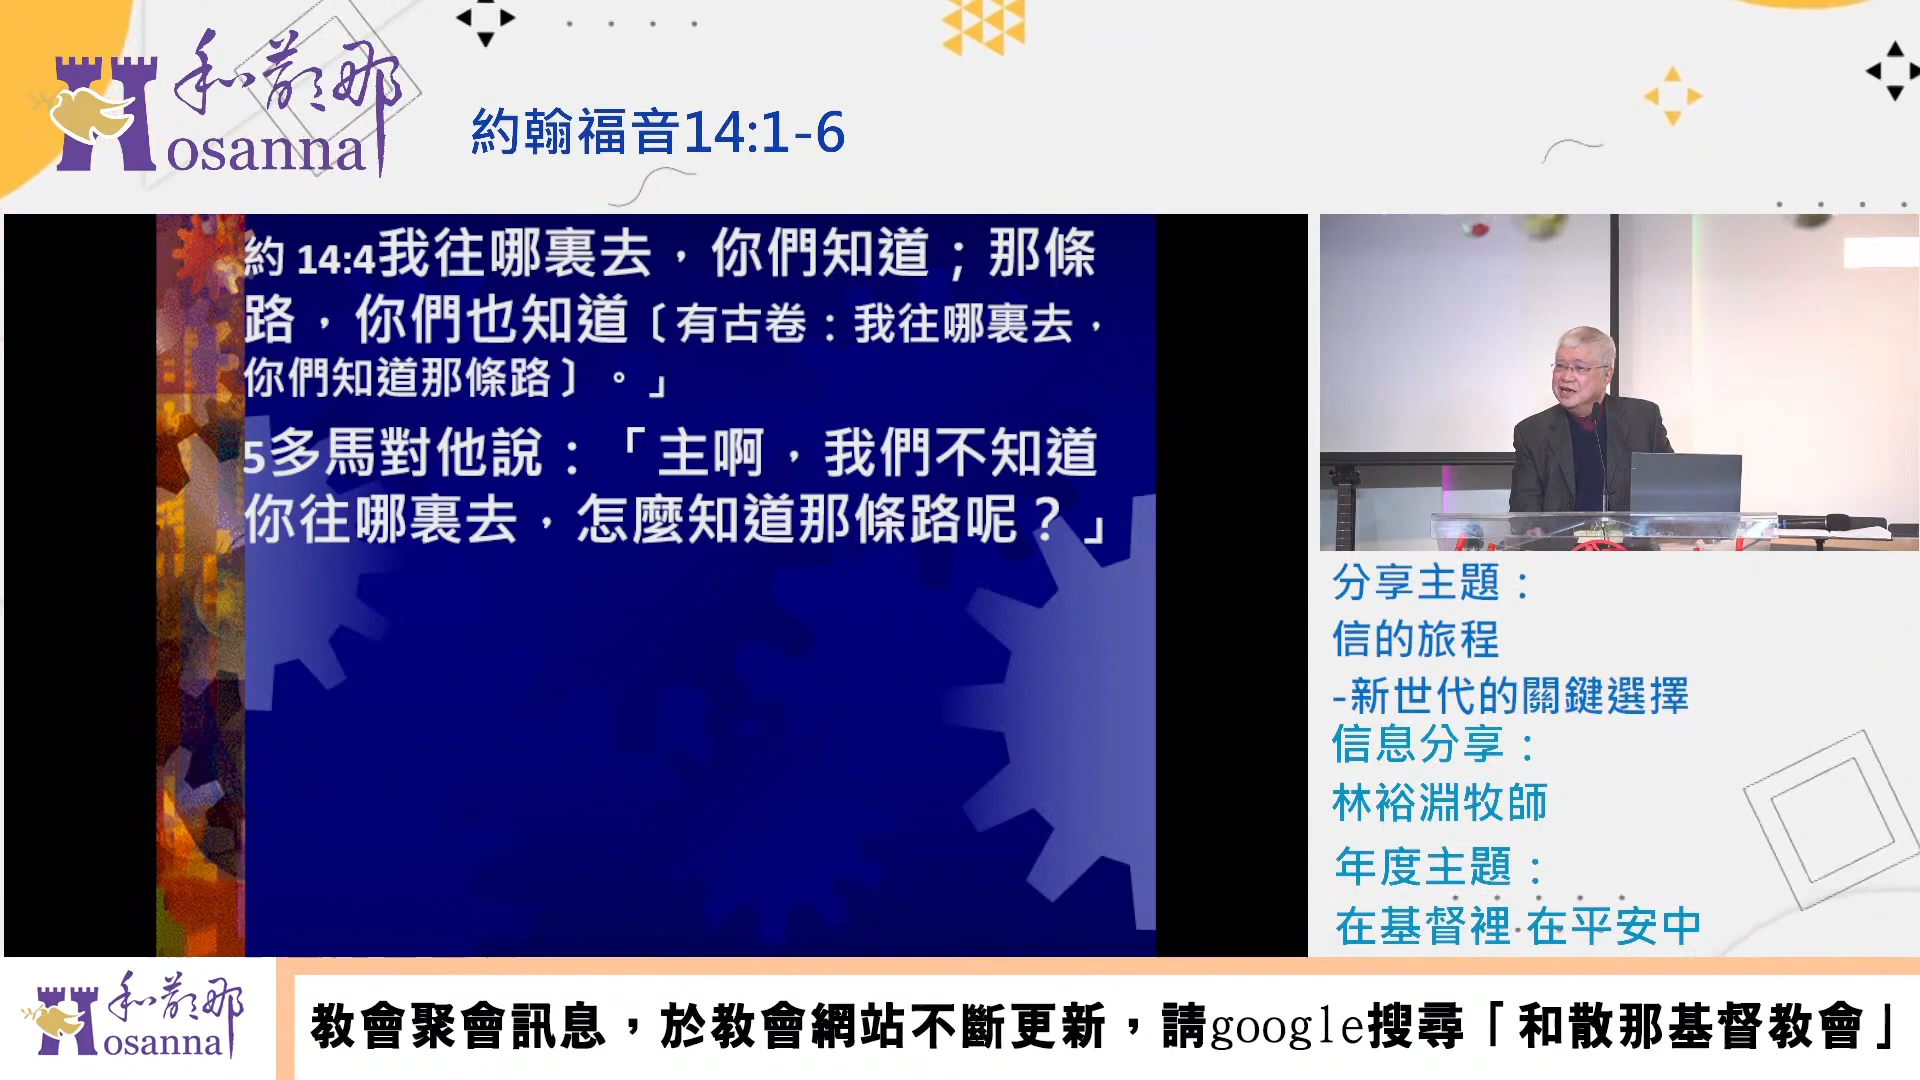 和散那
Hosanna
約翰福音14:1-6
約 14:4我往哪裏去，你們知道；那條
路，你們也知道〔有古卷：我往哪裏去，
你們知道那條路〕。」
5多馬對他說：「主啊，我們不知道
你往哪裏去，怎麼知道那條路呢？」
分享主題：
信的旅程
-新世代的關鍵選擇
信息分享：
林裕淵牧師
年度主題：
在基督裡 在平安中
和散那
Hosanna
教會聚會訊息，於教會網站不斷更新，請google搜尋「和散那基督教會」